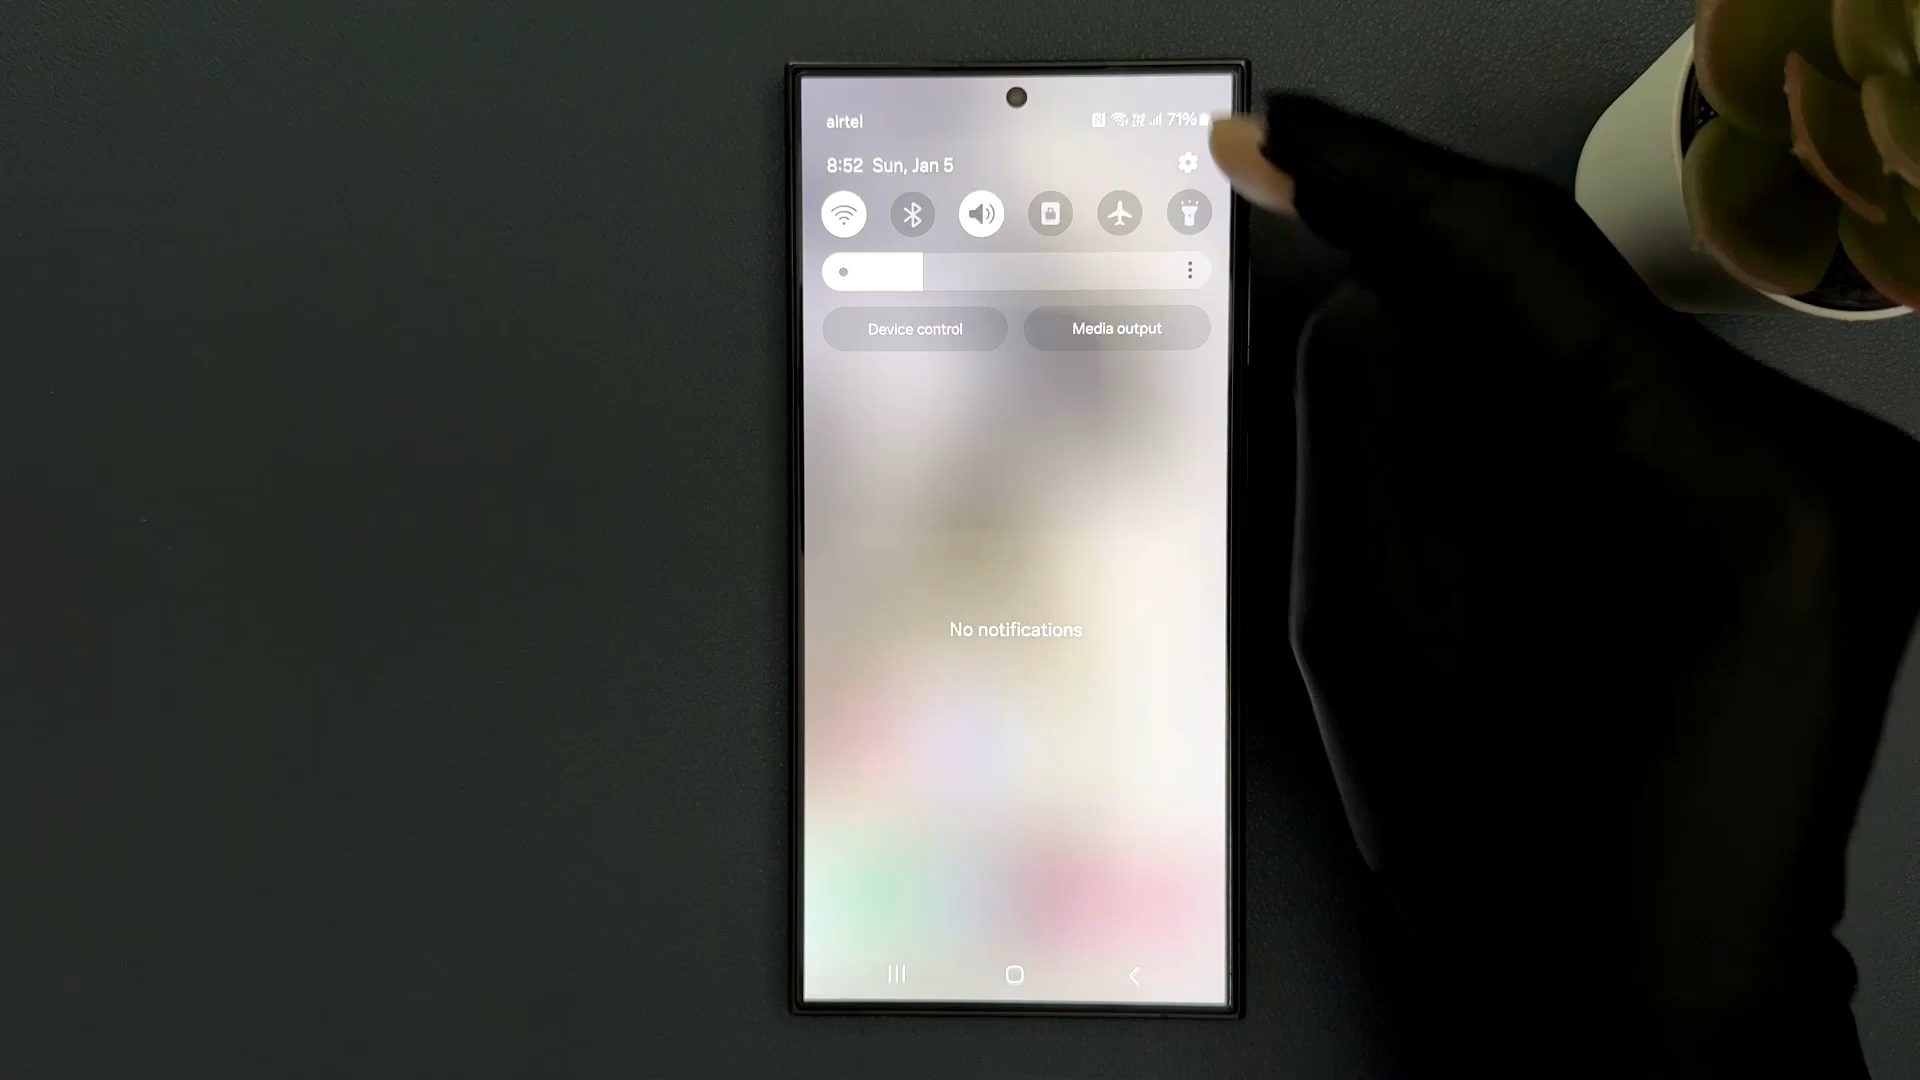 airtel
71%
8:52 Sun, Jan 5
Device control
Media output
No notifications